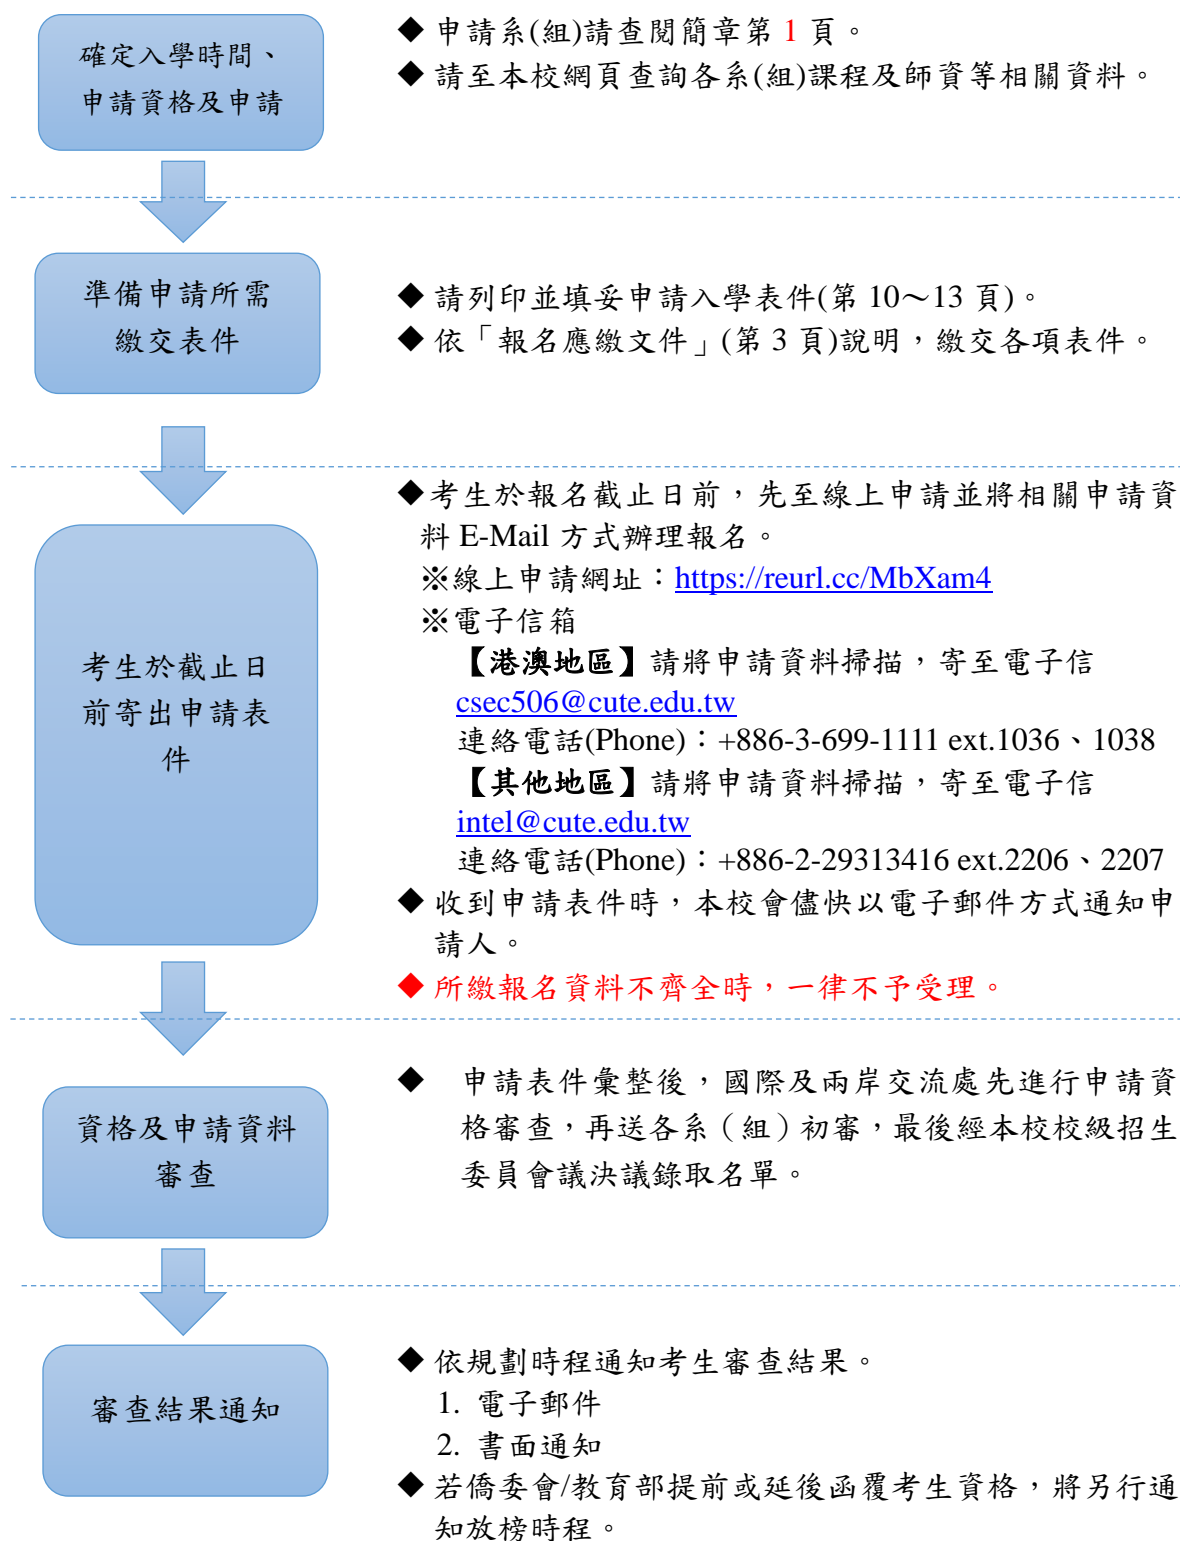 確定入學時間、
申請資格及申請
◆ 申請系(組)請查閱簡章第 1 頁。
◆ 請至本校網頁查詢各系(組)課程及師資等相關資料。
準備申請所需
繳交表件
◆ 請列印並填妥申請入學表件(第 10～13 頁)。
◆ 依「報名應繳文件」(第 3 頁)說明，繳交各項表件。
考生於截止日
前寄出申請表
件
◆考生於報名截止日前，先至線上申請並將相關申請資
料 E-Mail 方式辦理報名。
※線上申請網址：https://reurl.cc/MbXam4
※電子信箱
【港澳地區】請將申請資料掃描，寄至電子信
csec506@cute.edu.tw
連絡電話(Phone)：+886-3-699-1111 ext.1036、1038
【其他地區】請將申請資料掃描，寄至電子信
intel@cute.edu.tw
連絡電話(Phone)：+886-2-29313416 ext.2206、2207
◆ 收到申請表件時，本校會儘快以電子郵件方式通知申
請人。
◆ 所繳報名資料不齊全時，一律不予受理。
資格及申請資料
審查
◆ 申請表件彙整後，國際及兩岸交流處先進行申請資
格審查，再送各系（組）初審，最後經本校校級招生
委員會議決議錄取名單。
審查結果通知
◆ 依規劃時程通知考生審查結果。
1. 電子郵件
2. 書面通知
◆ 若僑委會/教育部提前或延後函覆考生資格，將另行通
知放榜時程。